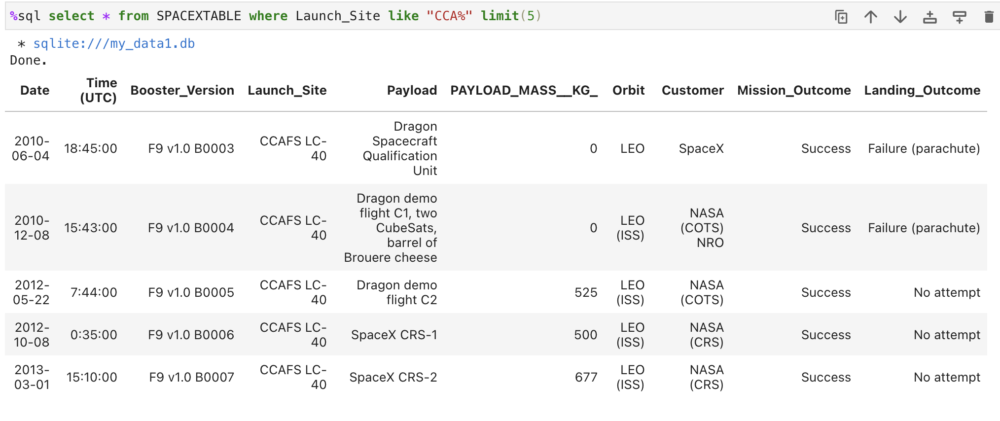 %sql select * from SPACEXTABLE where Launch_Site like "CCA%" limit(5)
* sqlite:///my_data1.db
Done.
Date Time (UTC) Booster_Version Launch_Site Payload PAYLOAD_MASS__KG_ Orbit Customer Mission_Outcome Landing_Outcome
2010-06-04 18:45:00 F9 v1.0 B0003 CCAFS LC-40 Dragon Spacecraft Qualification Unit 0 LEO SpaceX Success Failure (parachute)
2010-12-08 15:43:00 F9 v1.0 B0004 CCAFS LC-40 Dragon demo flight C1, two CubeSats, barrel of Brouere cheese 0 LEO (ISS) NASA (COTS) NRO Success Failure (parachute)
2012-05-22 7:44:00 F9 v1.0 B0005 CCAFS LC-40 Dragon demo flight C2 525 LEO (ISS) NASA (COTS) Success No attempt
2012-10-08 0:35:00 F9 v1.0 B0006 CCAFS LC-40 SpaceX CRS-1 500 LEO (ISS) NASA (CRS) Success No attempt
2013-03-01 15:10:00 F9 v1.0 B0007 CCAFS LC-40 SpaceX CRS-2 677 LEO (ISS) NASA (CRS) Success No attempt